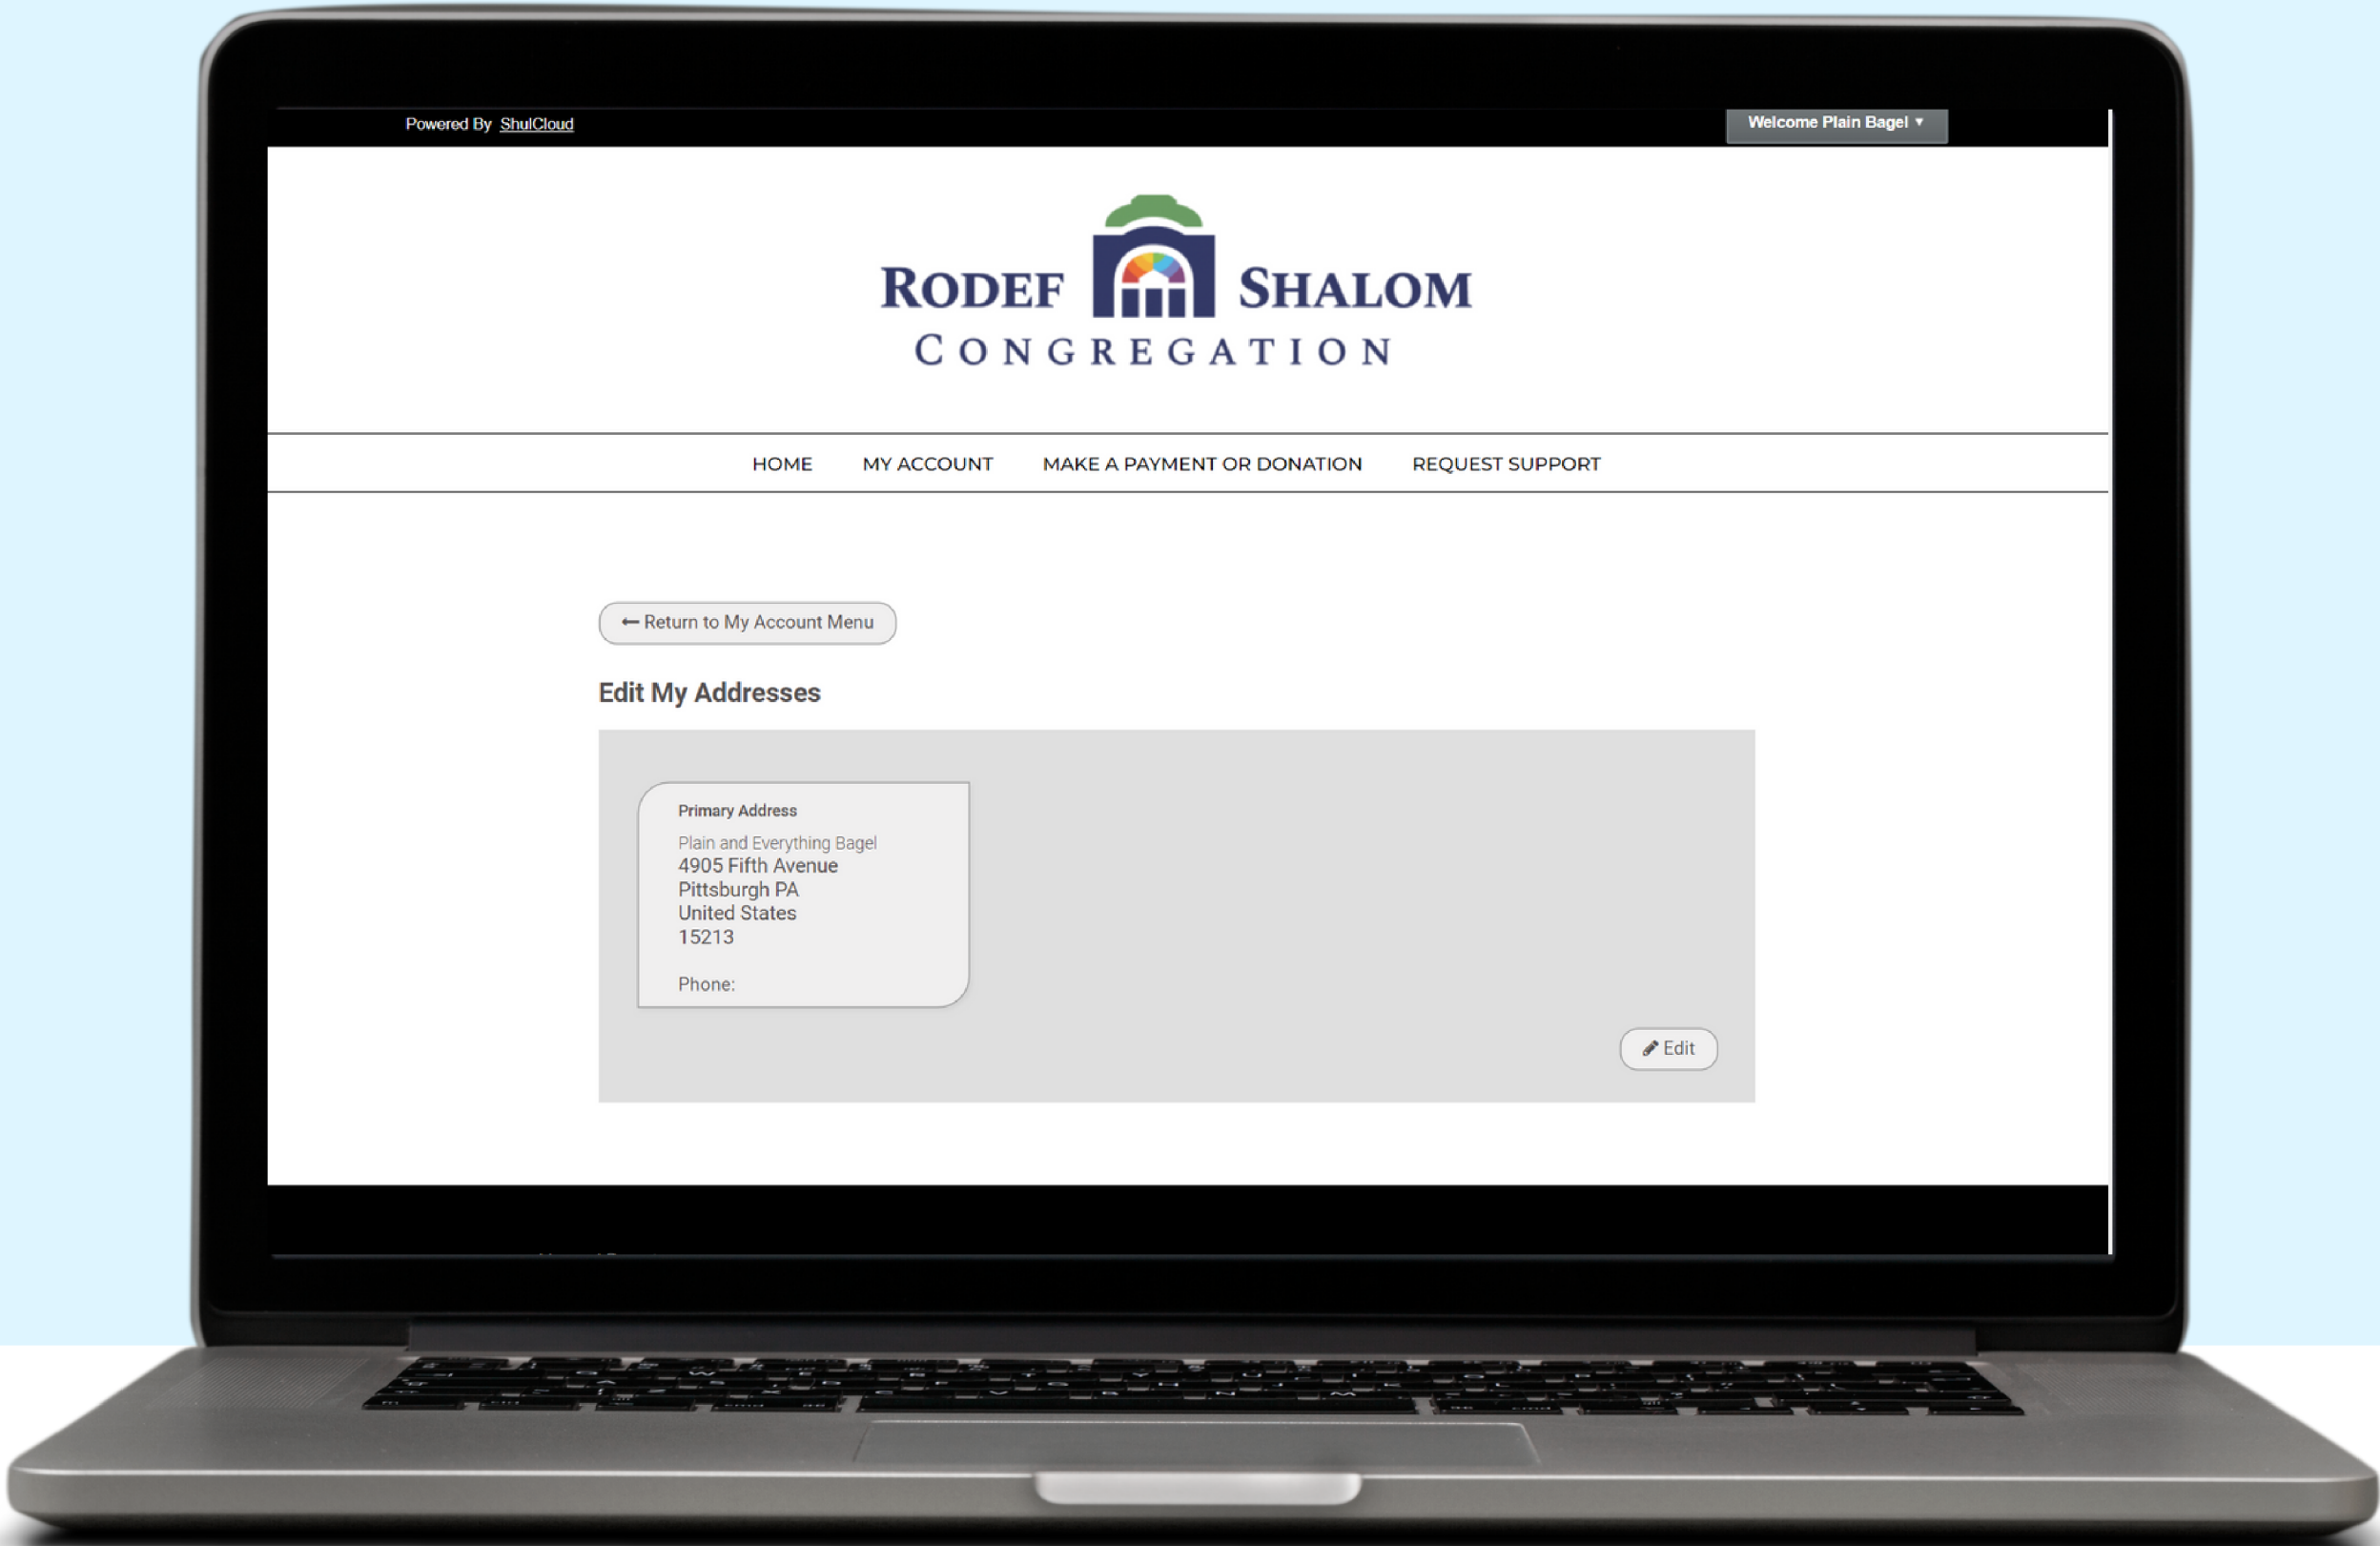 Powered By ShulCloud
Welcome Plain Bagel ▼
RODEF SHALOM
CONGREGATION
HOME MY ACCOUNT MAKE A PAYMENT OR DONATION REQUEST SUPPORT
← Return to My Account Menu
Edit My Addresses
Primary Address
Plain and Everything Bagel
4905 Fifth Avenue
Pittsburgh PA
United States
15213
Phone:
Edit